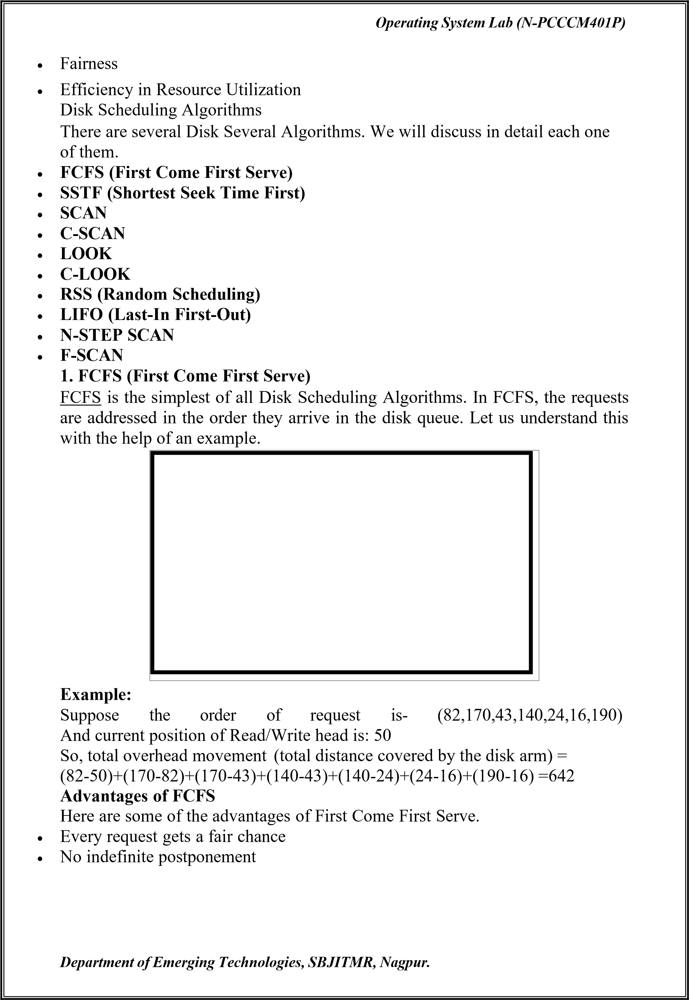 Operating System Lab (N-PCCCM401P)
• Fairness
• Efficiency in Resource Utilization
Disk Scheduling Algorithms
There are several Disk Several Algorithms. We will discuss in detail each one
of them.
• FCFS (First Come First Serve)
• SSTF (Shortest Seek Time First)
• SCAN
• C-SCAN
• LOOK
• C-LOOK
• RSS (Random Scheduling)
• LIFO (Last-In First-Out)
• N-STEP SCAN
• F-SCAN
1. FCFS (First Come First Serve)
FCFS is the simplest of all Disk Scheduling Algorithms. In FCFS, the requests
are addressed in the order they arrive in the disk queue. Let us understand this
with the help of an example.
Example:
Suppose the order of request is- (82,170,43,140,24,16,190)
And current position of Read/Write head is: 50
So, total overhead movement (total distance covered by the disk arm) =
(82-50)+(170-82)+(170-43)+(140-43)+(140-24)+(24-16)+(190-16) =642
Advantages of FCFS
Here are some of the advantages of First Come First Serve.
• Every request gets a fair chance
• No indefinite postponement
Department of Emerging Technologies, SBJITMR, Nagpur.